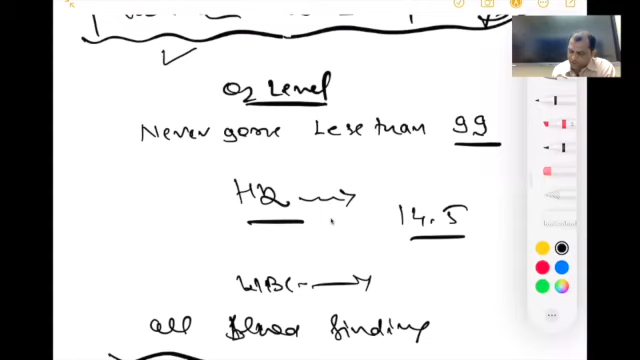 O2 Level
Never gone Less than 99
HB →
14.5
WBC →
all Blood finding